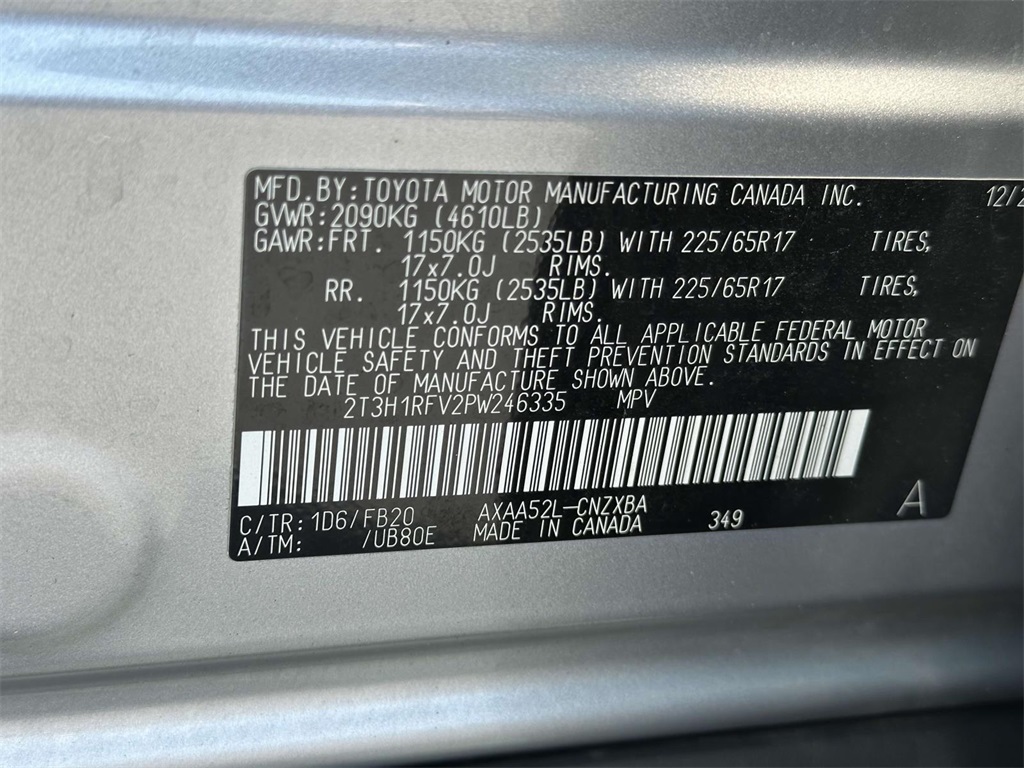 MFD.BY:TOYOTA MOTOR MANUFACTURING CANADA INC. 12/2
GVWR:2090KG (4610LB)
GAWR:FRT. 1150KG (2535LB) WITH 225/65R17 TIRES,
17x7.0J RIMS.
RR. 1150KG (2535LB) WITH 225/65R17 TIRES,
17x7.0J RIMS.
THIS VEHICLE CONFORMS TO ALL APPLICABLE FEDERAL MOTOR
VEHICLE SAFETY AND THEFT PREVENTION STANDARDS IN EFFECT ON
THE DATE OF MANUFACTURE SHOWN ABOVE.
2T3H1RFV2PW246335 MPV
C/TR:1D6/FB20 AXAA52L-CNZXBA
A/TM: /UB80E MADE IN CANADA 349 A